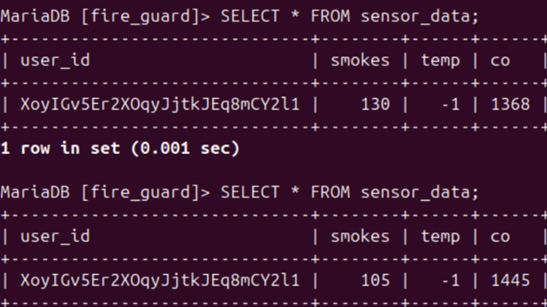 MariaDB [fire_guard]> SELECT * FROM sensor_data;
+------------------------------+--------+------+------+
| user_id                      | smokes | temp | co   |
+------------------------------+--------+------+------+
| XoyIGv5Er2XOqyJjtkJEq8mCY2l1 |    130 |   -1 | 1368 |
+------------------------------+--------+------+------+
1 row in set (0.001 sec)
MariaDB [fire_guard]> SELECT * FROM sensor_data;
+------------------------------+--------+------+------+
| user_id                      | smokes | temp | co   |
+------------------------------+--------+------+------+
| XoyIGv5Er2XOqyJjtkJEq8mCY2l1 |    105 |   -1 | 1445 |
+------------------------------+--------+------+------+